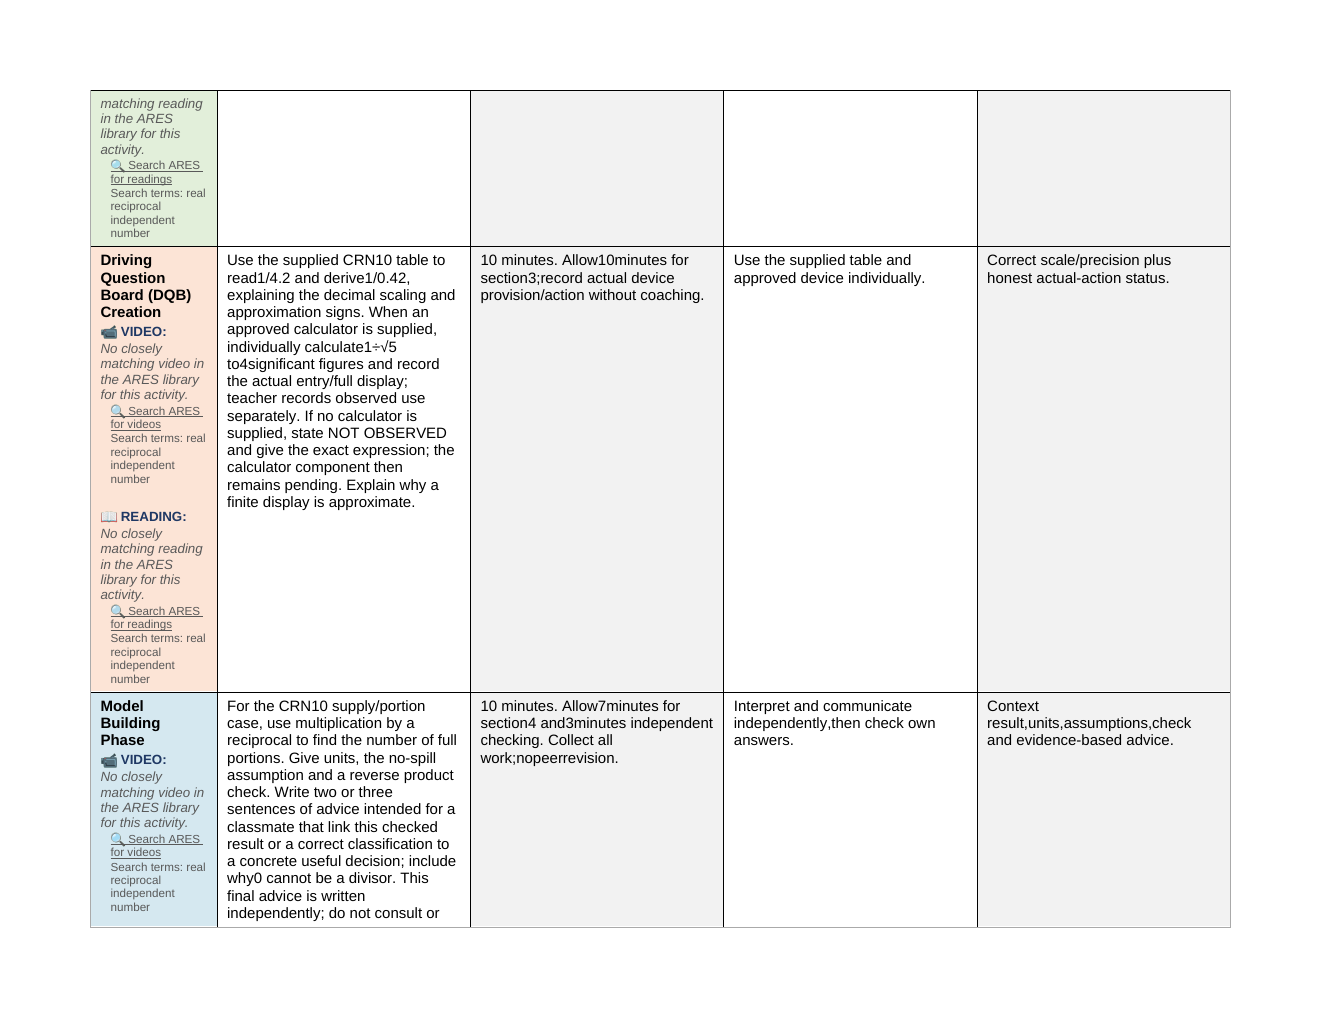 matching reading
in the ARES
library for this
activity.
🔍 Search ARES
for readings
Search terms: real
reciprocal
independent
number
Driving
Question
Board (DQB)
Creation
📹 VIDEO:
No closely
matching video in
the ARES library
for this activity.
🔍 Search ARES
for videos
Search terms: real
reciprocal
independent
number
📖 READING:
No closely
matching reading
in the ARES
library for this
activity.
🔍 Search ARES
for readings
Search terms: real
reciprocal
independent
number
Use the supplied CRN10 table to
read1/4.2 and derive1/0.42,
explaining the decimal scaling and
approximation signs. When an
approved calculator is supplied,
individually calculate1÷√5
to4significant figures and record
the actual entry/full display;
teacher records observed use
separately. If no calculator is
supplied, state NOT OBSERVED
and give the exact expression; the
calculator component then
remains pending. Explain why a
finite display is approximate.
10 minutes. Allow10minutes for
section3;record actual device
provision/action without coaching.
Use the supplied table and
approved device individually.
Correct scale/precision plus
honest actual-action status.
Model
Building
Phase
📹 VIDEO:
No closely
matching video in
the ARES library
for this activity.
🔍 Search ARES
for videos
Search terms: real
reciprocal
independent
number
For the CRN10 supply/portion
case, use multiplication by a
reciprocal to find the number of full
portions. Give units, the no-spill
assumption and a reverse product
check. Write two or three
sentences of advice intended for a
classmate that link this checked
result or a correct classification to
a concrete useful decision; include
why0 cannot be a divisor. This
final advice is written
independently; do not consult or
10 minutes. Allow7minutes for
section4 and3minutes independent
checking. Collect all
work;nopeerrevision.
Interpret and communicate
independently,then check own
answers.
Context
result,units,assumptions,check
and evidence-based advice.